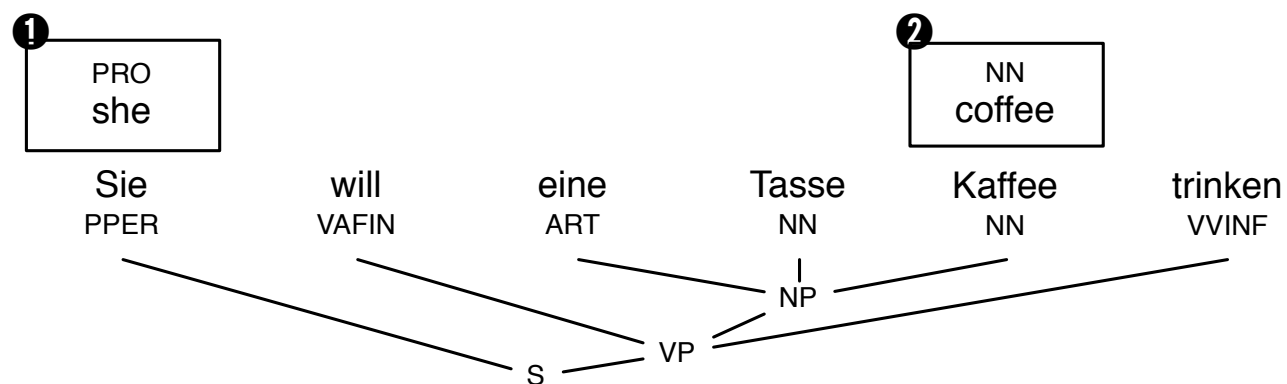 1 2
PRO NN
she coffee
Sie will eine Tasse Kaffee trinken
PPER VAFIN ART NN NN VVINF
NP
VP
S